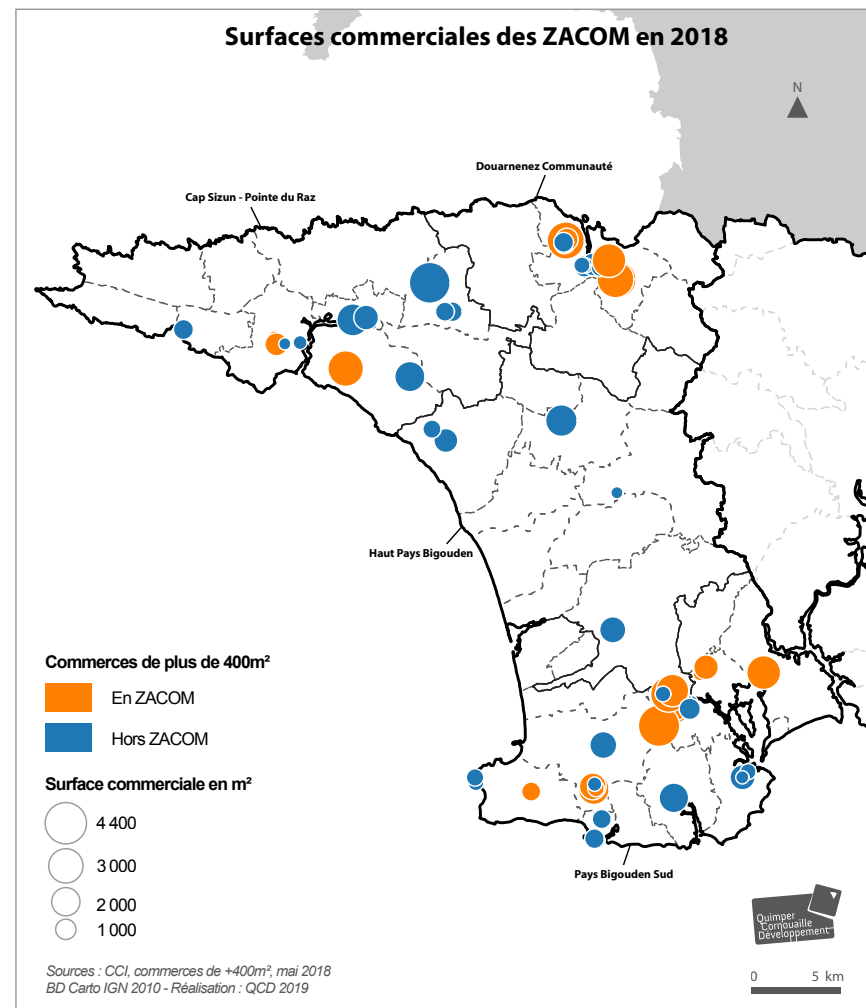 Surfaces commerciales des ZACOM en 2018
N
Douarnenez Communauté
Cap Sizun - Pointe du Raz
Haut Pays Bigouden
Commerces de plus de 400m²
En ZACOM
Hors ZACOM
Surface commerciale en m²
4 400
3 000
2 000
1 000
Pays Bigouden Sud
Quimper
Cornouaille
Développement
Sources : CCI, commerces de +400m², mai 2018
BD Carto IGN 2010 - Réalisation : QCD 2019
0 5 km